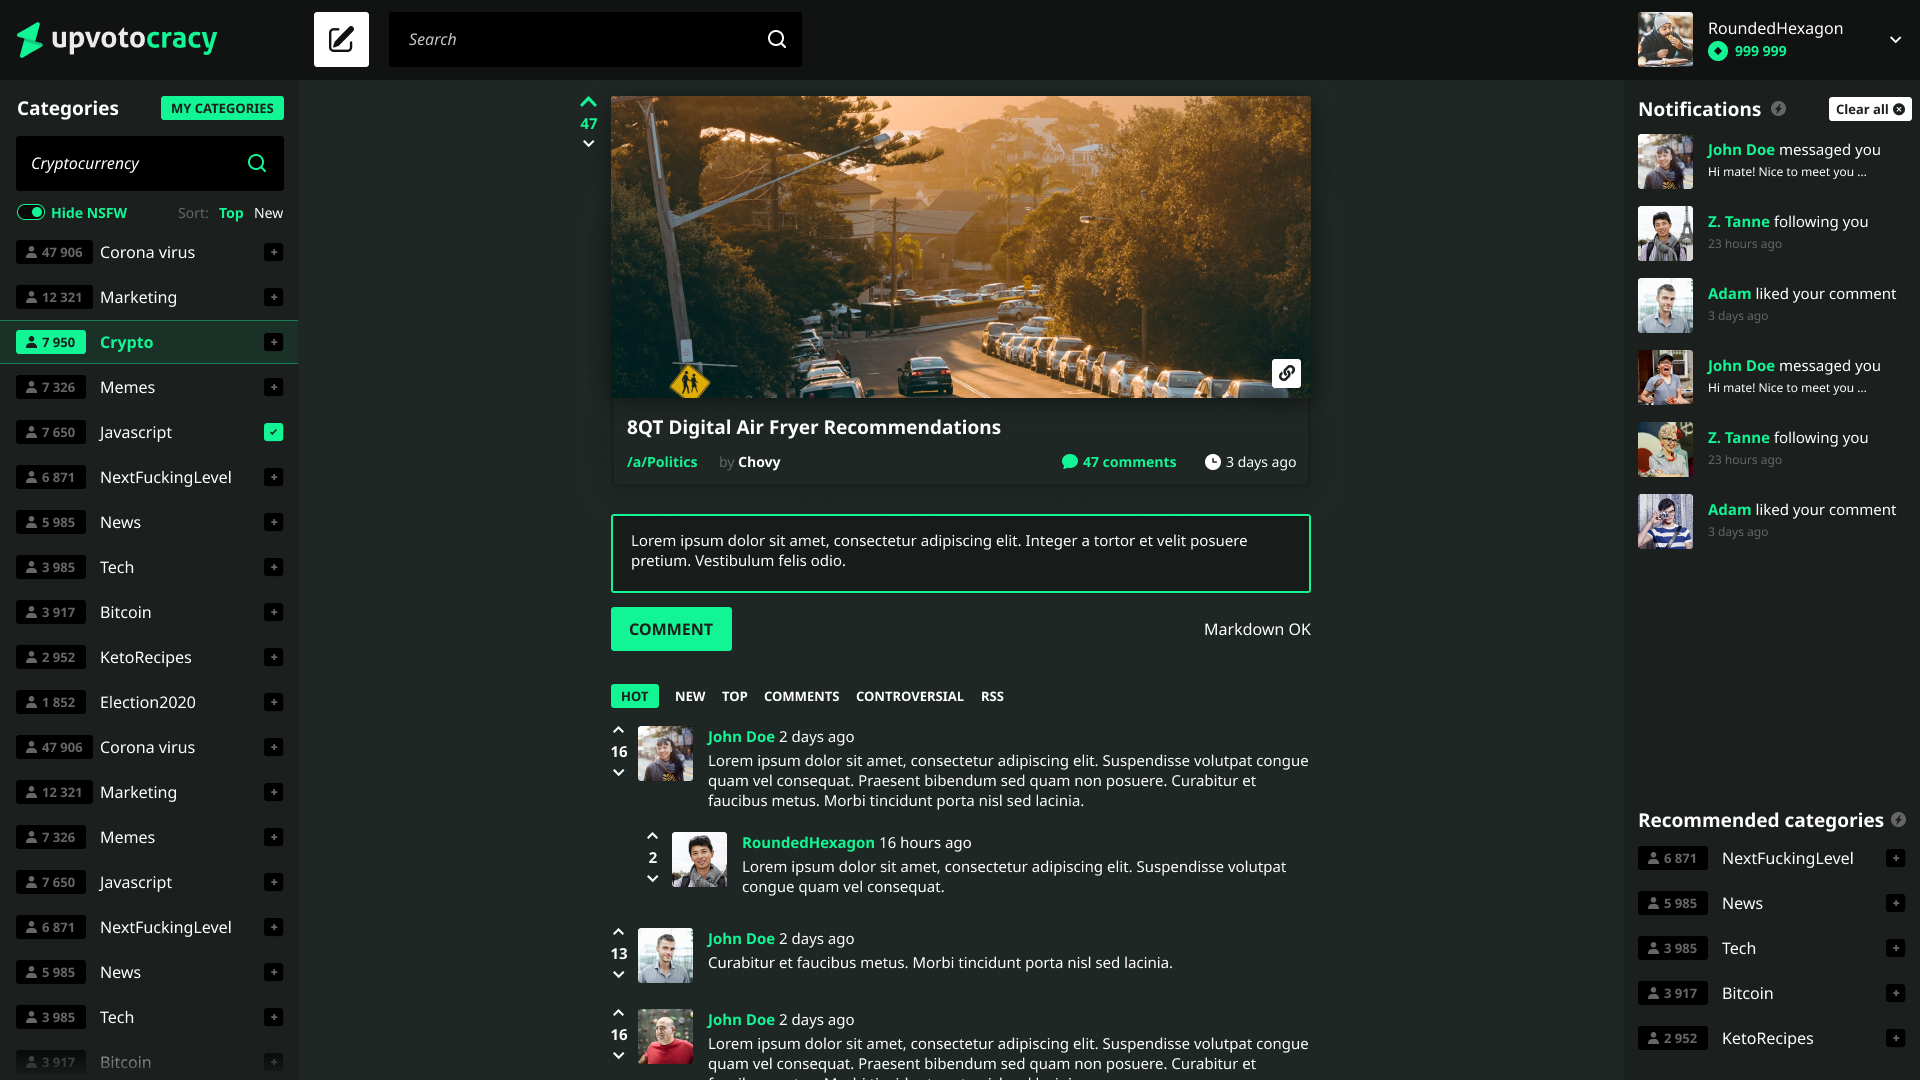 upvotocracy
Search
RoundedHexagon
999 999
Categories
MY CATEGORIES
Cryptocurrency
Hide NSFW
Sort: Top New
47 906 Corona virus
12 321 Marketing
7 950 Crypto
7 326 Memes
7 650 Javascript
6 871 NextFuckingLevel
5 985 News
3 985 Tech
3 917 Bitcoin
2 952 KetoRecipes
1 852 Election2020
47 906 Corona virus
12 321 Marketing
7 326 Memes
7 650 Javascript
6 871 NextFuckingLevel
5 985 News
3 985 Tech
3 917 Bitcoin
47
8QT Digital Air Fryer Recommendations
/a/Politics by Chovy 47 comments 3 days ago
Lorem ipsum dolor sit amet, consectetur adipiscing elit. Integer a tortor et velit posuere
pretium. Vestibulum felis odio.
COMMENT
Markdown OK
HOT NEW TOP COMMENTS CONTROVERSIAL RSS
16
John Doe 2 days ago
Lorem ipsum dolor sit amet, consectetur adipiscing elit. Suspendisse volutpat congue
quam vel consequat. Praesent bibendum sed quam non posuere. Curabitur et
faucibus metus. Morbi tincidunt porta nisl sed lacinia.
2
RoundedHexagon 16 hours ago
Lorem ipsum dolor sit amet, consectetur adipiscing elit. Suspendisse volutpat
congue quam vel consequat.
13
John Doe 2 days ago
Curabitur et faucibus metus. Morbi tincidunt porta nisl sed lacinia.
16
John Doe 2 days ago
Lorem ipsum dolor sit amet, consectetur adipiscing elit. Suspendisse volutpat congue
quam vel consequat. Praesent bibendum sed quam non posuere. Curabitur et
Notifications
Clear all
John Doe messaged you
Hi mate! Nice to meet you ...
Z. Tanne following you
23 hours ago
Adam liked your comment
3 days ago
John Doe messaged you
Hi mate! Nice to meet you ...
Z. Tanne following you
23 hours ago
Adam liked your comment
3 days ago
Recommended categories
6 871 NextFuckingLevel
5 985 News
3 985 Tech
3 917 Bitcoin
2 952 KetoRecipes